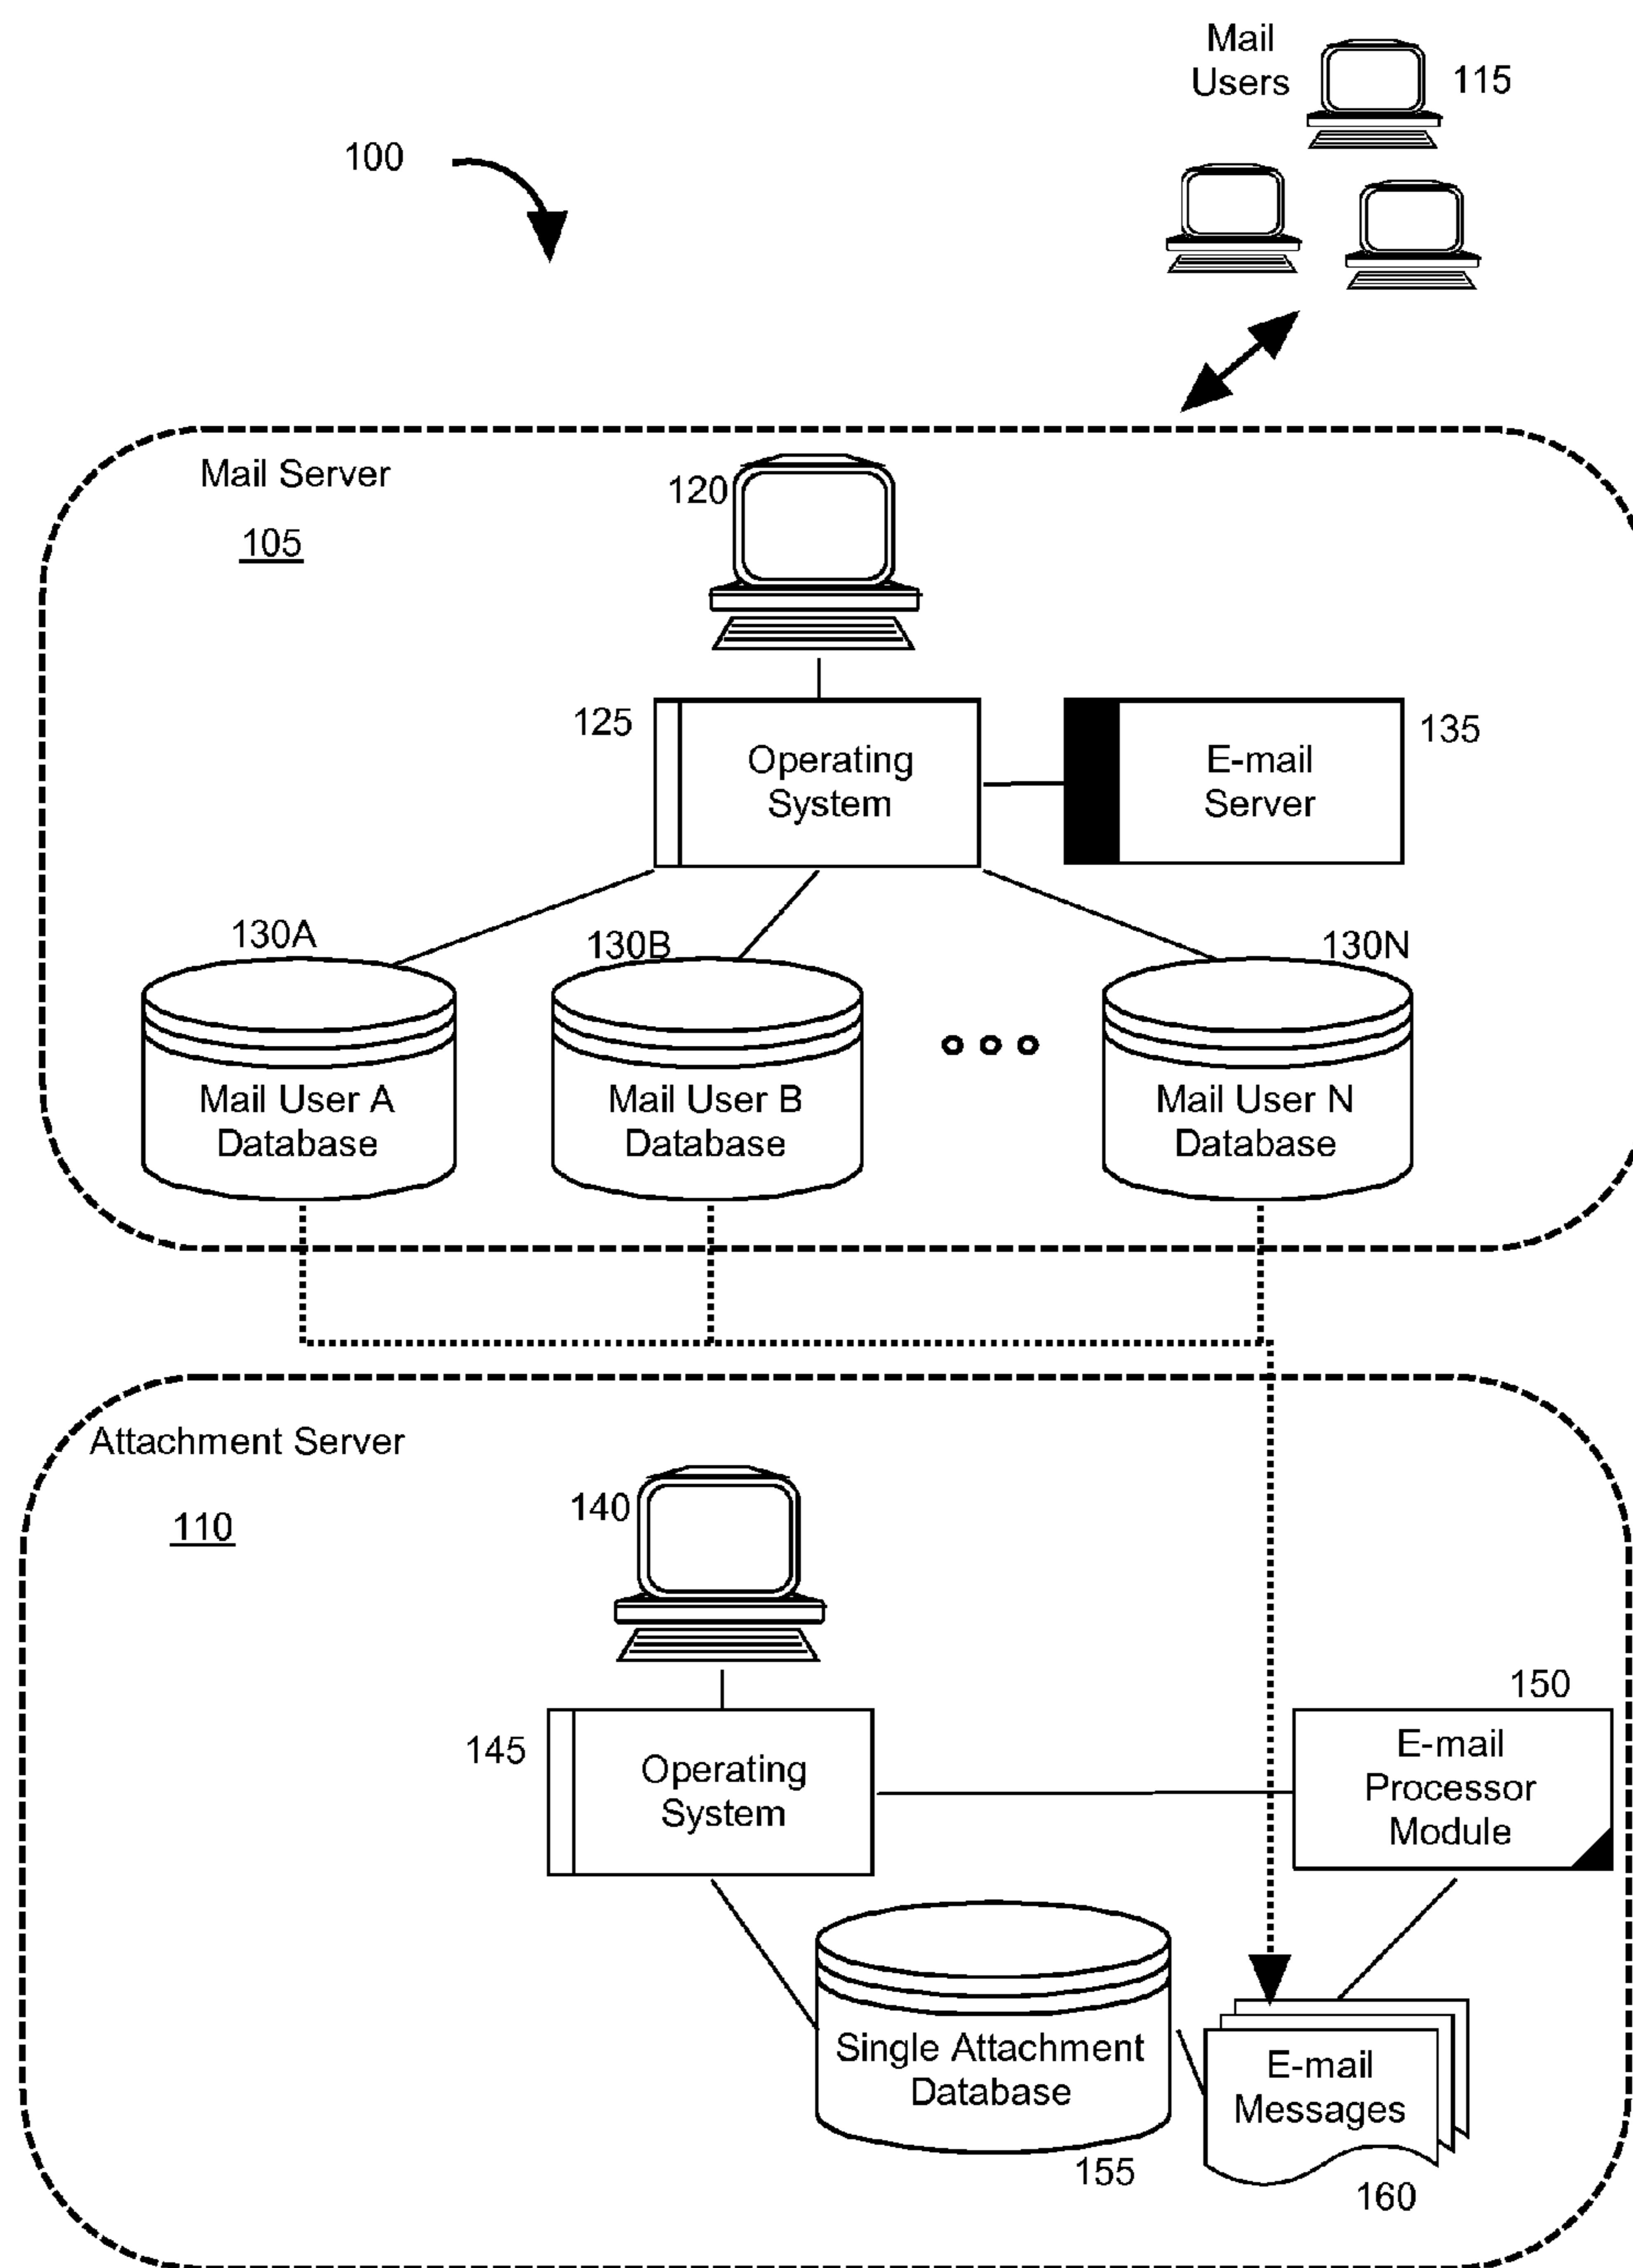 Mail
Users
115
100
Mail Server
105
120
125
Operating
System
E-mail
Server
135
130A
130B
130N
Mail User A
Database
Mail User B
Database
Mail User N
Database
Attachment Server
110
140
145
Operating
System
150
E-mail
Processor
Module
Single Attachment
Database
155
E-mail
Messages
160